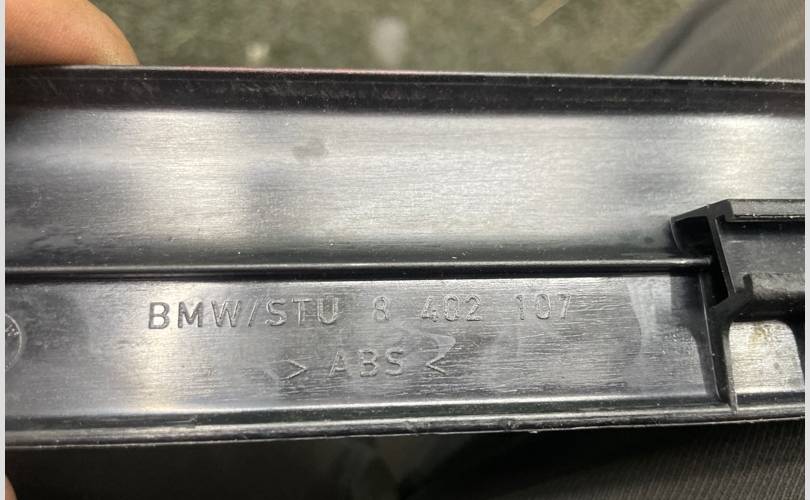 BMW/STU 8 402 107
> ABS <